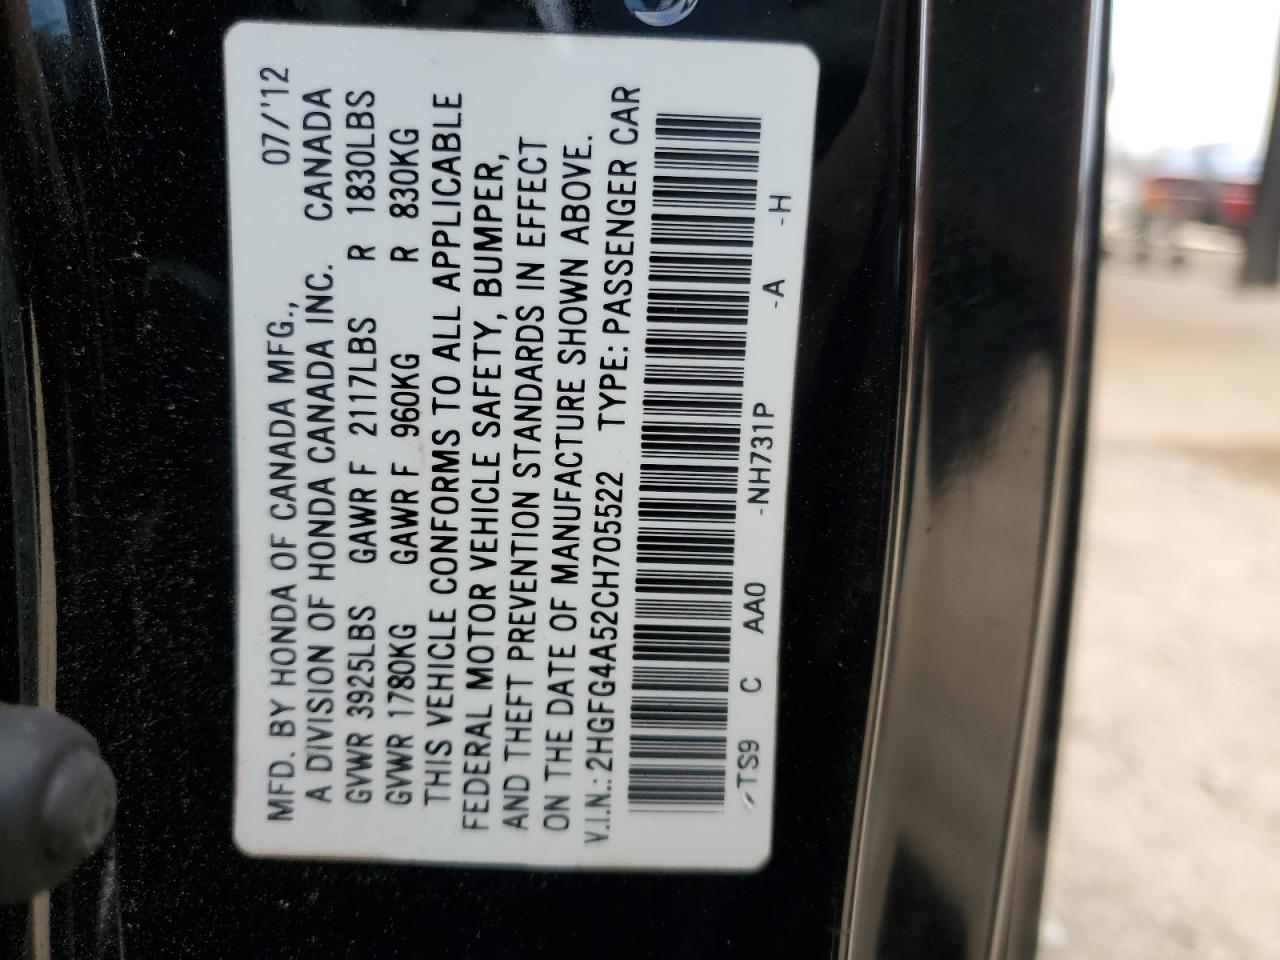 MFD. BY HONDA OF CANADA MFG., 07/'12
A DIVISION OF HONDA CANADA INC. CANADA
GVWR 3925LBS GAWR F 2117LBS R 1830LBS
GVWR 1780KG GAWR F 960KG R 830KG
THIS VEHICLE CONFORMS TO ALL APPLICABLE
FEDERAL MOTOR VEHICLE SAFETY, BUMPER,
AND THEFT PREVENTION STANDARDS IN EFFECT
ON THE DATE OF MANUFACTURE SHOWN ABOVE.
V.I.N.: 2HGFG4A52CH705522 TYPE: PASSENGER CAR
TS9 C AA0 -NH731P -A -H